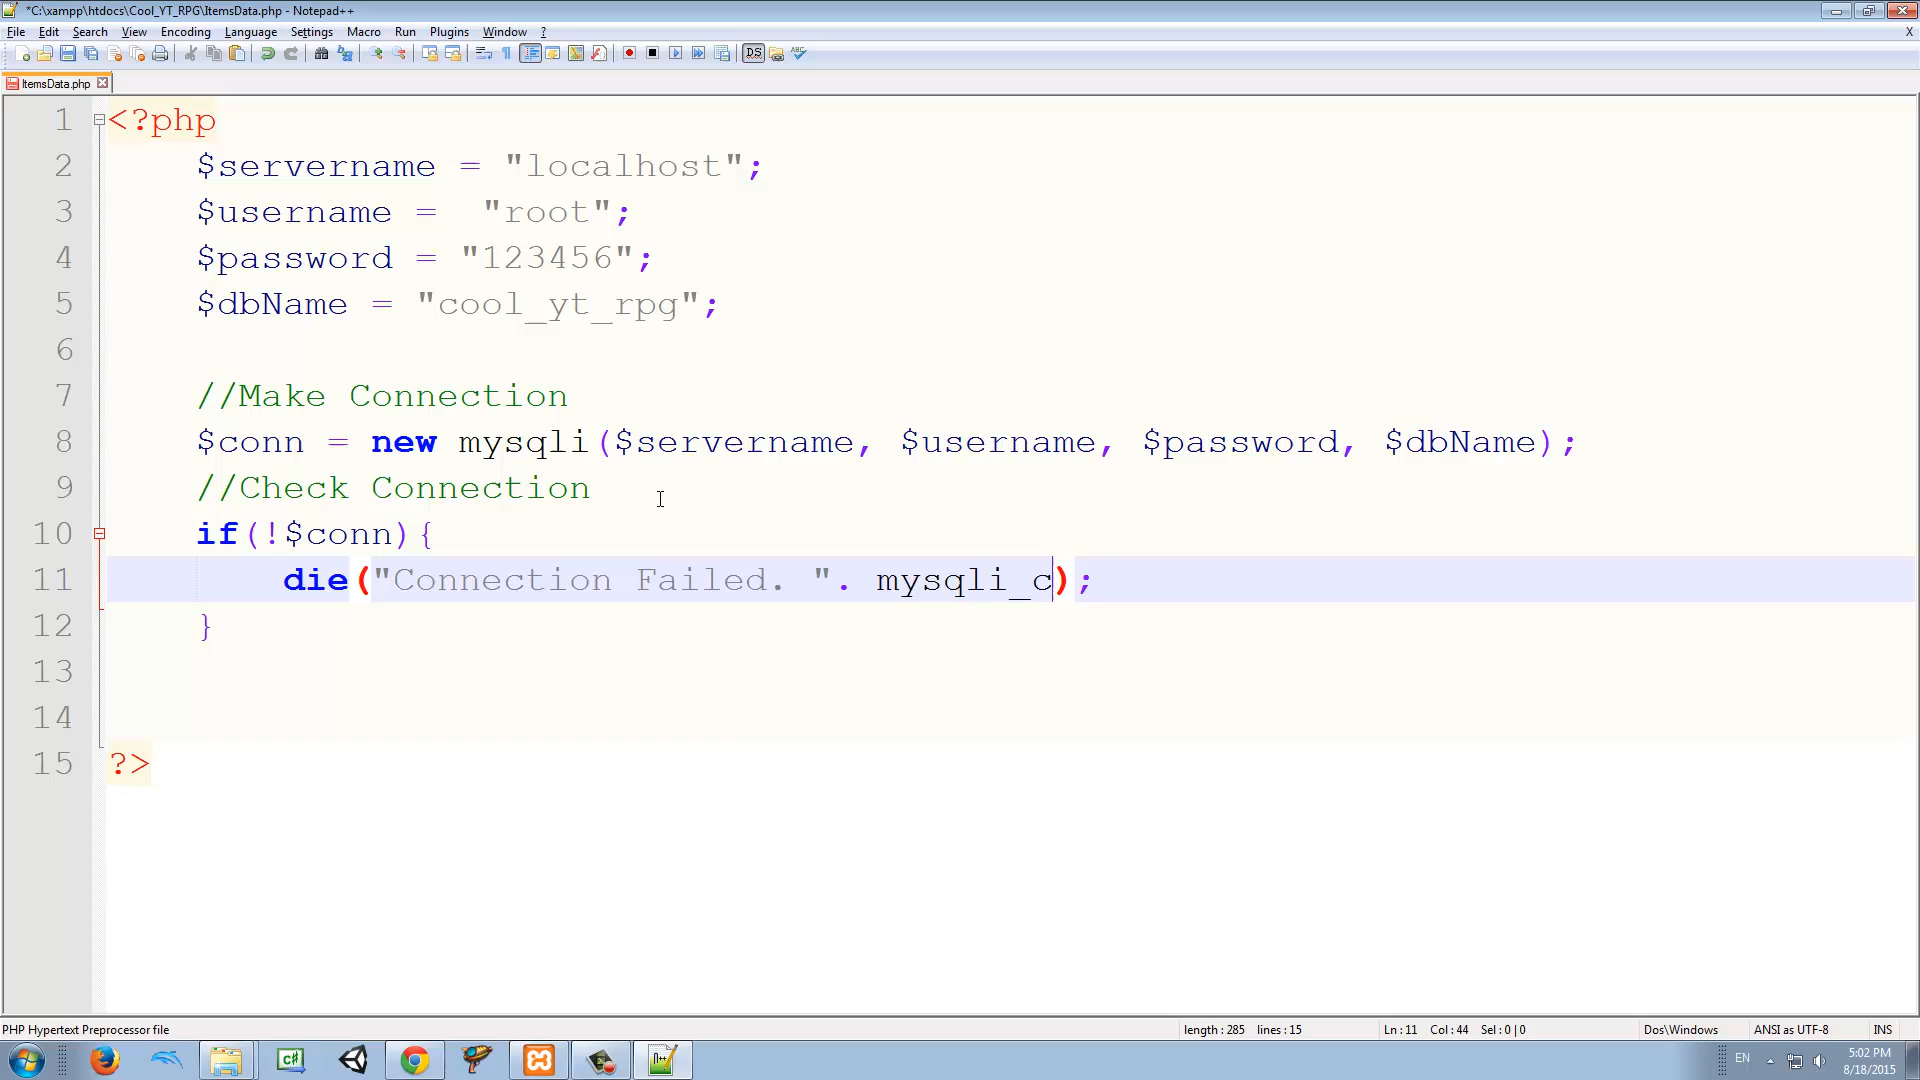 *C:\xampp\htdocs\Cool_YT_RPG\ItemsData.php - Notepad++
File Edit Search View Encoding Language Settings Macro Run Plugins Window ? X
ItemsData.php
1 <?php
2 $servername = "localhost";
3 $username =  "root";
4 $password = "123456";
5 $dbName = "cool_yt_rpg";
6
7 //Make Connection
8 $conn = new mysqli($servername, $username, $password, $dbName);
9 //Check Connection
10 if(!$conn){
11 die("Connection Failed. ". mysqli_c);
12 }
13
14
15 ?>
PHP Hypertext Preprocessor file length : 285 lines : 15 Ln : 11 Col : 44 Sel : 0 | 0 Dos\Windows ANSI as UTF-8 INS
EN 5:02 PM
8/18/2015